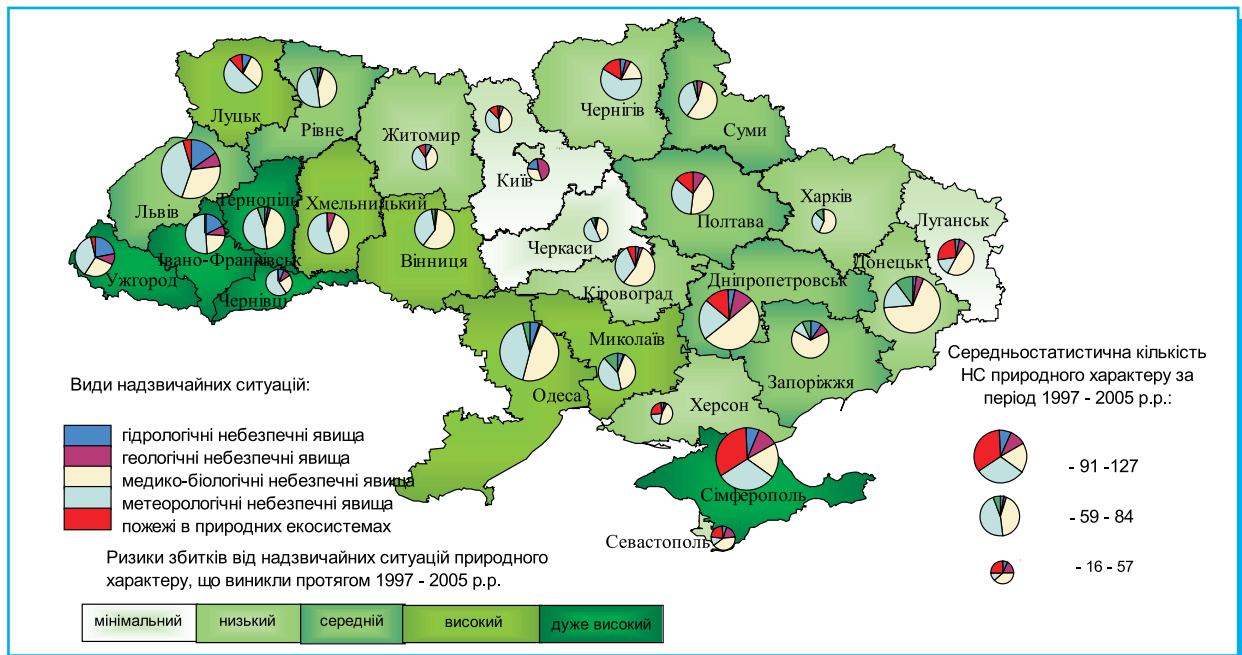 Луцьк
Рівне
Житомир
Київ
Чернігів
Суми
Львів
Тернопіль
Хмельницький
Вінниця
Черкаси
Полтава
Харків
Луганськ
Ужгород
Івано-Франківськ
Чернівці
Кіровоград
Дніпропетровськ
Донецьк
Одеса
Миколаїв
Запоріжжя
Херсон
Сімферополь
Севастополь
Види надзвичайних ситуацій:
гідрологічні небезпечні явища
геологічні небезпечні явища
медико-біологічні небезпечні явища
метеорологічні небезпечні явища
пожежі в природних екосистемах
Ризики збитків від надзвичайних ситуацій природного
характеру, що виникли протягом 1997 - 2005 р.р.
мінімальний
низький
середній
високий
дуже високий
Середньостатистична кількість
НС природного характеру за
період 1997 - 2005 р.р.:
- 91 -127
- 59 - 84
- 16 - 57